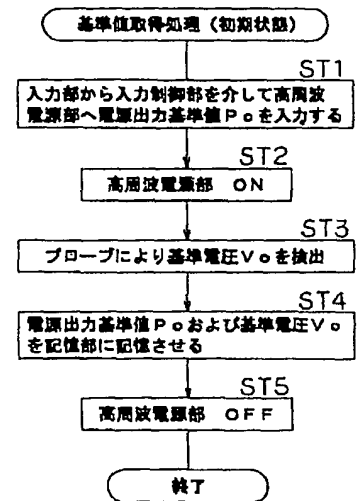 基準値取得処理（初期状態）
ST1
入力部から入力制御部を介して高周波
電源部へ電源出力基準値Ｐｏを入力する
ST2
高周波電源部　ＯＮ
ST3
プローブにより基準電圧Ｖｏを検出
ST4
電源出力基準値Ｐｏおよび基準電圧Ｖｏ
を記憶部に記憶させる
ST5
高周波電源部　ＯＦＦ
終了